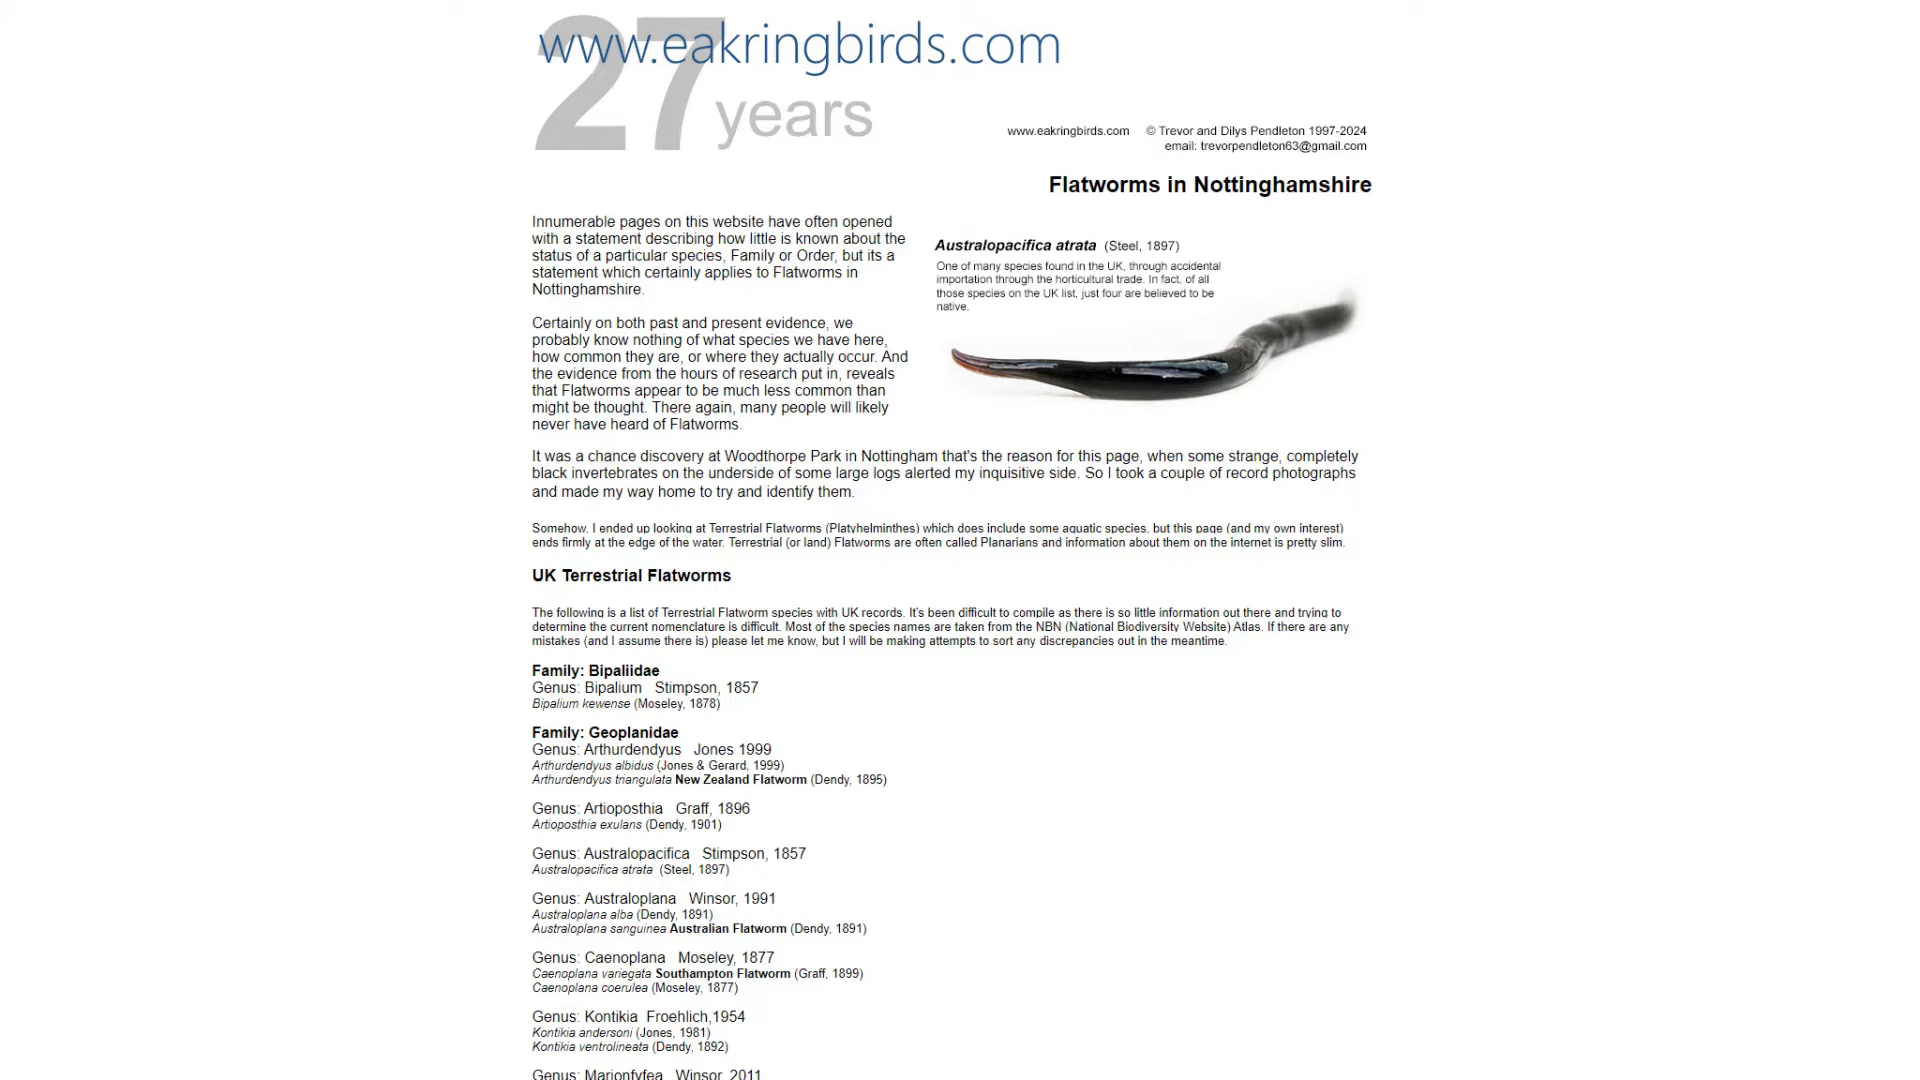 www.eakringbirds.com
27 years
www.eakringbirds.com © Trevor and Dilys Pendleton 1997-2024
email: trevorpendleton63@gmail.com
Flatworms in Nottinghamshire
Innumerable pages on this website have often opened
with a statement describing how little is known about the
status of a particular species, Family or Order, but its a
statement which certainly applies to Flatworms in
Nottinghamshire.
Certainly on both past and present evidence, we
probably know nothing of what species we have here,
how common they are, or where they actually occur. And
the evidence from the hours of research put in, reveals
that Flatworms appear to be much less common than
might be thought. There again, many people will likely
never have heard of Flatworms.
Australopacifica atrata (Steel, 1897)
One of many species found in the UK, through accidental
importation through the horticultural trade. In fact, of all
those species on the UK list, just four are believed to be
native.
It was a chance discovery at Woodthorpe Park in Nottingham that's the reason for this page, when some strange, completely
black invertebrates on the underside of some large logs alerted my inquisitive side. So I took a couple of record photographs
and made my way home to try and identify them.
Somehow, I ended up looking at Terrestrial Flatworms (Platyhelminthes) which does include some aquatic species, but this page (and my own interest)
ends firmly at the edge of the water. Terrestrial (or land) Flatworms are often called Planarians and information about them on the internet is pretty slim.
UK Terrestrial Flatworms
The following is a list of Terrestrial Flatworm species with UK records. It's been difficult to compile as there is so little information out there and trying to
determine the current nomenclature is difficult. Most of the species names are taken from the NBN (National Biodiversity Website) Atlas. If there are any
mistakes (and I assume there is) please let me know, but I will be making attempts to sort any discrepancies out in the meantime.
Family: Bipaliidae
Genus: Bipalium Stimpson, 1857
Bipalium kewense (Moseley, 1878)
Family: Geoplanidae
Genus: Arthurdendyus Jones 1999
Arthurdendyus albidus (Jones & Gerard, 1999)
Arthurdendyus triangulata New Zealand Flatworm (Dendy, 1895)
Genus: Artioposthia Graff, 1896
Artioposthia exulans (Dendy, 1901)
Genus: Australopacifica Stimpson, 1857
Australopacifica atrata (Steel, 1897)
Genus: Australoplana Winsor, 1991
Australoplana alba (Dendy, 1891)
Australoplana sanguinea Australian Flatworm (Dendy, 1891)
Genus: Caenoplana Moseley, 1877
Caenoplana variegata Southampton Flatworm (Graff, 1899)
Caenoplana coerulea (Moseley, 1877)
Genus: Kontikia Froehlich,1954
Kontikia andersoni (Jones, 1981)
Kontikia ventrolineata (Dendy, 1892)
Genus: Marionfyfea Winsor, 2011